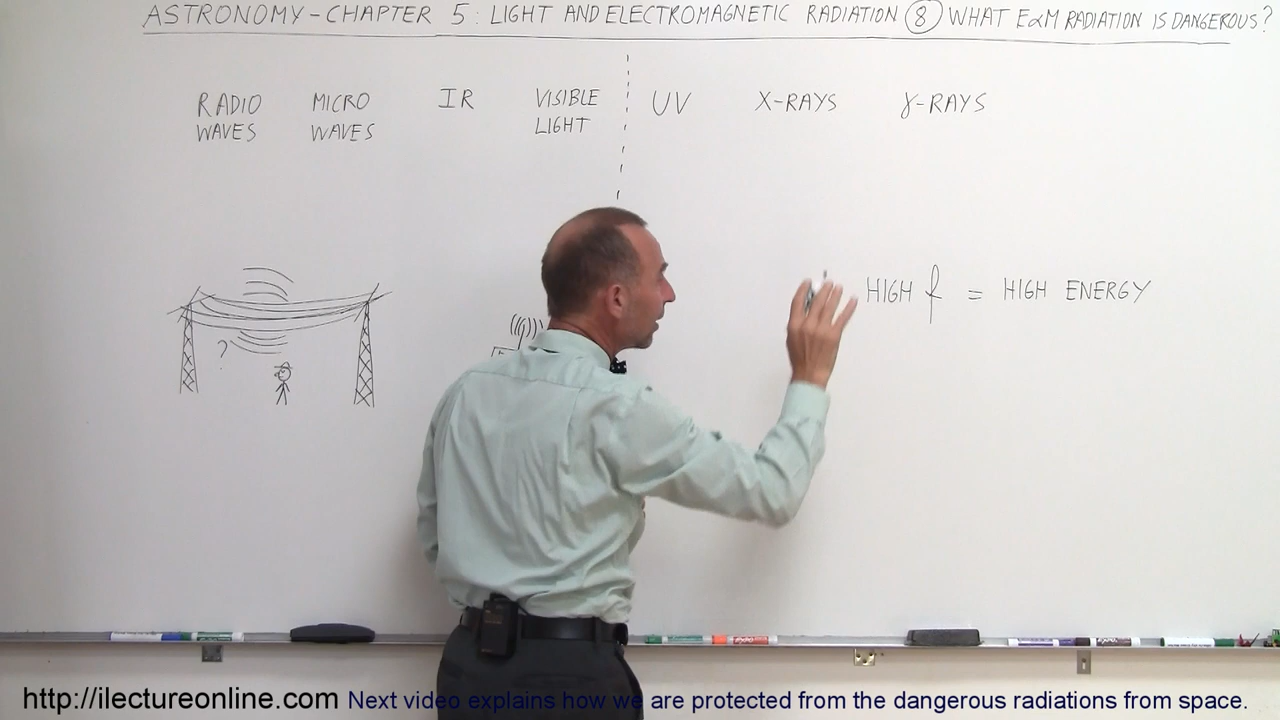 ASTRONOMY - CHAPTER 5: LIGHT AND ELECTROMAGNETIC RADIATION ⑧ WHAT E&M RADIATION IS DANGEROUS?
RADIO WAVES
MICRO WAVES
IR
VISIBLE LIGHT
UV
X-RAYS
γ-RAYS
HIGH f = HIGH ENERGY
?
http://ilectureonline.com Next video explains how we are protected from the dangerous radiations from space.